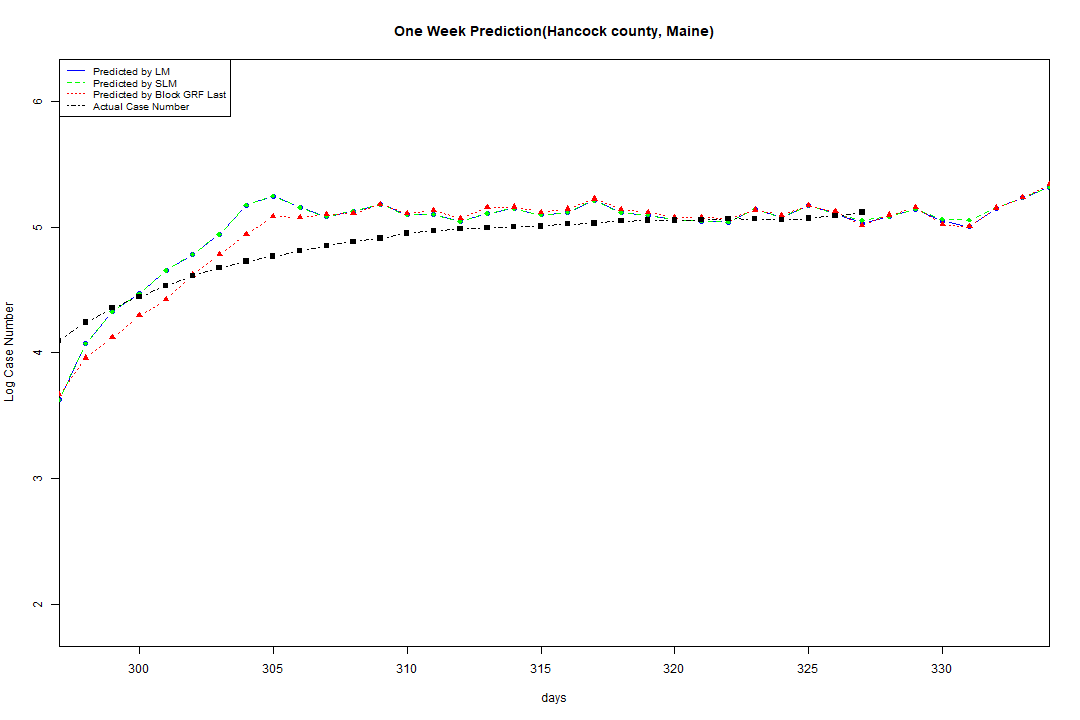 One Week Prediction(Hancock county, Maine)
Predicted by LM
Predicted by SLM
Predicted by Block GRF Last
Actual Case Number
6
5
4
3
2
Log Case Number
300 305 310 315 320 325 330
days